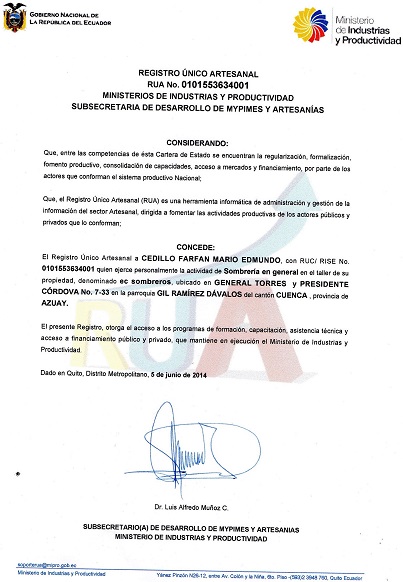 GOBIERNO NACIONAL DE
LA REPÚBLICA DEL ECUADOR
Ministerio
de Industrias
y Productividad
REGISTRO ÚNICO ARTESANAL
RUA No. 0101553634001
MINISTERIOS DE INDUSTRIAS Y PRODUCTIVIDAD
SUBSECRETARIA DE DESARROLLO DE MYPIMES Y ARTESANÍAS
CONSIDERANDO:
Que, entre las competencias de ésta Cartera de Estado se encuentran la regularización, formalización,
fomento productivo, consolidación de capacidades, acceso a mercados y financiamiento, por parte de los
actores que conforman el sistema productivo Nacional;
Que, el Registro Único Artesanal (RUA) es una herramienta informática de administración y gestión de la
información del sector Artesanal, dirigida a fomentar las actividades productivas de los actores públicos y
privados que lo conforman;
CONCEDE:
El Registro Único Artesanal a CEDILLO FARFAN MARIO EDMUNDO, con RUC/ RISE No.
0101553634001 quien ejerce personalmente la actividad de Sombrería en general en el taller de su
propiedad, denominado ec sombreros, ubicado en GENERAL TORRES y PRESIDENTE
CÓRDOVA No. 7-33 en la parroquia GIL RAMÍREZ DÁVALOS del cantón CUENCA , provincia de
AZUAY.
El presente Registro, otorga el acceso a los programas de formación, capacitación, asistencia técnica y
acceso a financiamiento público y privado, que mantiene en ejecución el Ministerio de Industrias y
Productividad.
RUA
Dado en Quito, Distrito Metropolitano, 5 de junio de 2014
Dr. Luis Alfredo Muñoz C.
SUBSECRETARIO(A) DE DESARROLLO DE MYPIMES Y ARTESANIAS
MINISTERIO DE INDUSTRIAS Y PRODUCTIVIDAD
soporterua@mipro.gob.ec
Ministerio de Industrias y Productividad
Yánez Pinzón N26-12, entre Av. Colón y la Niña. 6to. Piso -(593)2 3948 760, Quito Ecuador